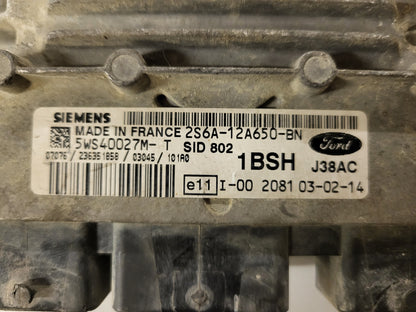 SIEMENS
MADE IN FRANCE 2S6A-12A650-BN
5WS40027M- T SID 802
07076 / 236351858 / 03045 / 101A0
1BSH
Ford
J38AC
e11 I-00 2081 03-02-14